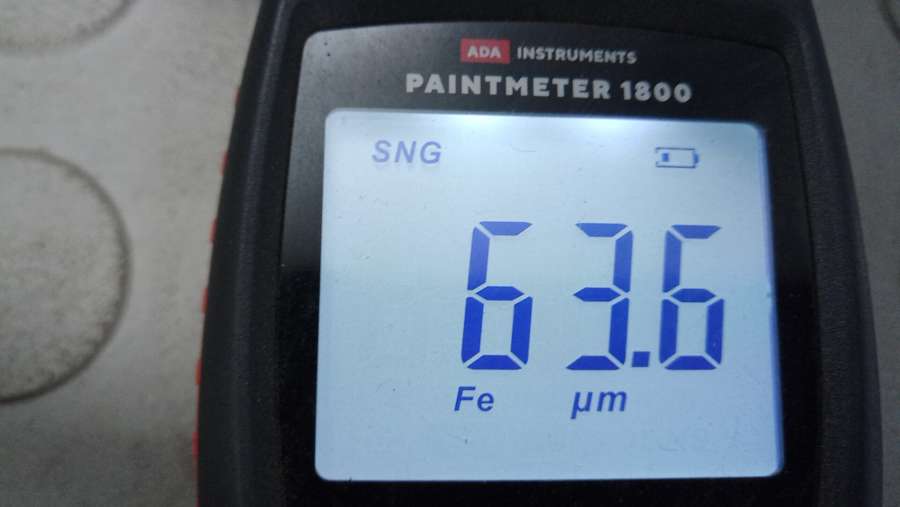 ADA INSTRUMENTS
PAINTMETER 1800
SNG
63.6
Fe µm